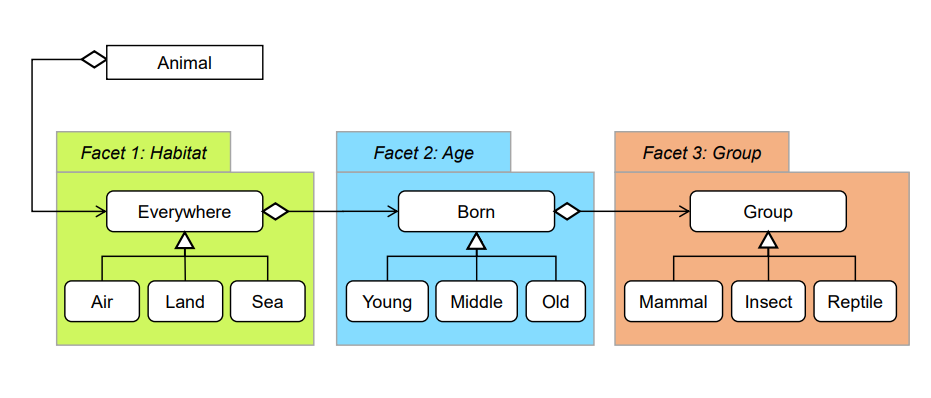 Animal
Facet 1: Habitat
Facet 2: Age
Facet 3: Group
Everywhere
Born
Group
Air
Land
Sea
Young
Middle
Old
Mammal
Insect
Reptile